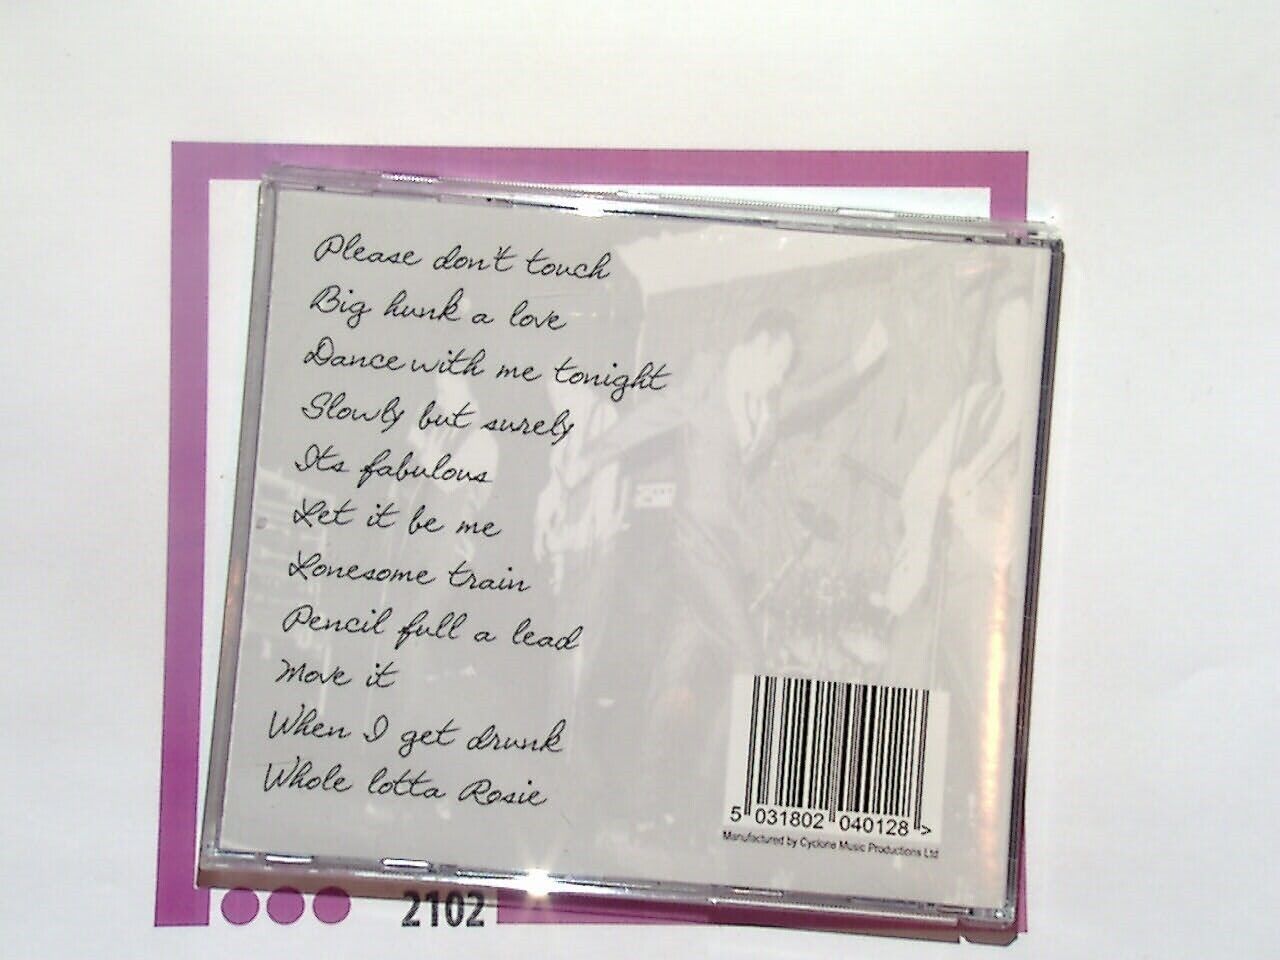 Please don't touch
Big hunk a love
Dance with me tonight
Slowly but surely
Its fabulous
Let it be me
Lonesome train
Pencil full a lead
Move it
When I get drunk
Whole lotta Rosie
5 031802 040128 >
Manufactured by Cyclone Music Productions Ltd
2102